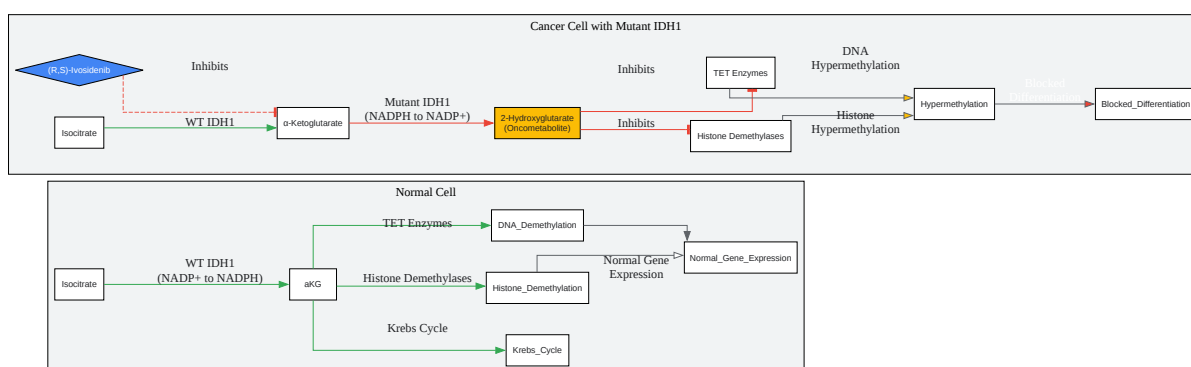 Cancer Cell with Mutant IDH1
(R,S)-Ivosidenib
Inhibits
Isocitrate
WT IDH1
α-Ketoglutarate
Mutant IDH1
(NADPH to NADP+)
2-Hydroxyglutarate
(Oncometabolite)
Inhibits
Inhibits
TET Enzymes
Histone Demethylases
DNA
Hypermethylation
Histone
Hypermethylation
Hypermethylation
Blocked
Differentiation
Blocked_Differentiation
Normal Cell
Isocitrate
WT IDH1
(NADP+ to NADPH)
aKG
TET Enzymes
DNA_Demethylation
Histone Demethylases
Histone_Demethylation
Normal Gene
Expression
Normal_Gene_Expression
Krebs Cycle
Krebs_Cycle